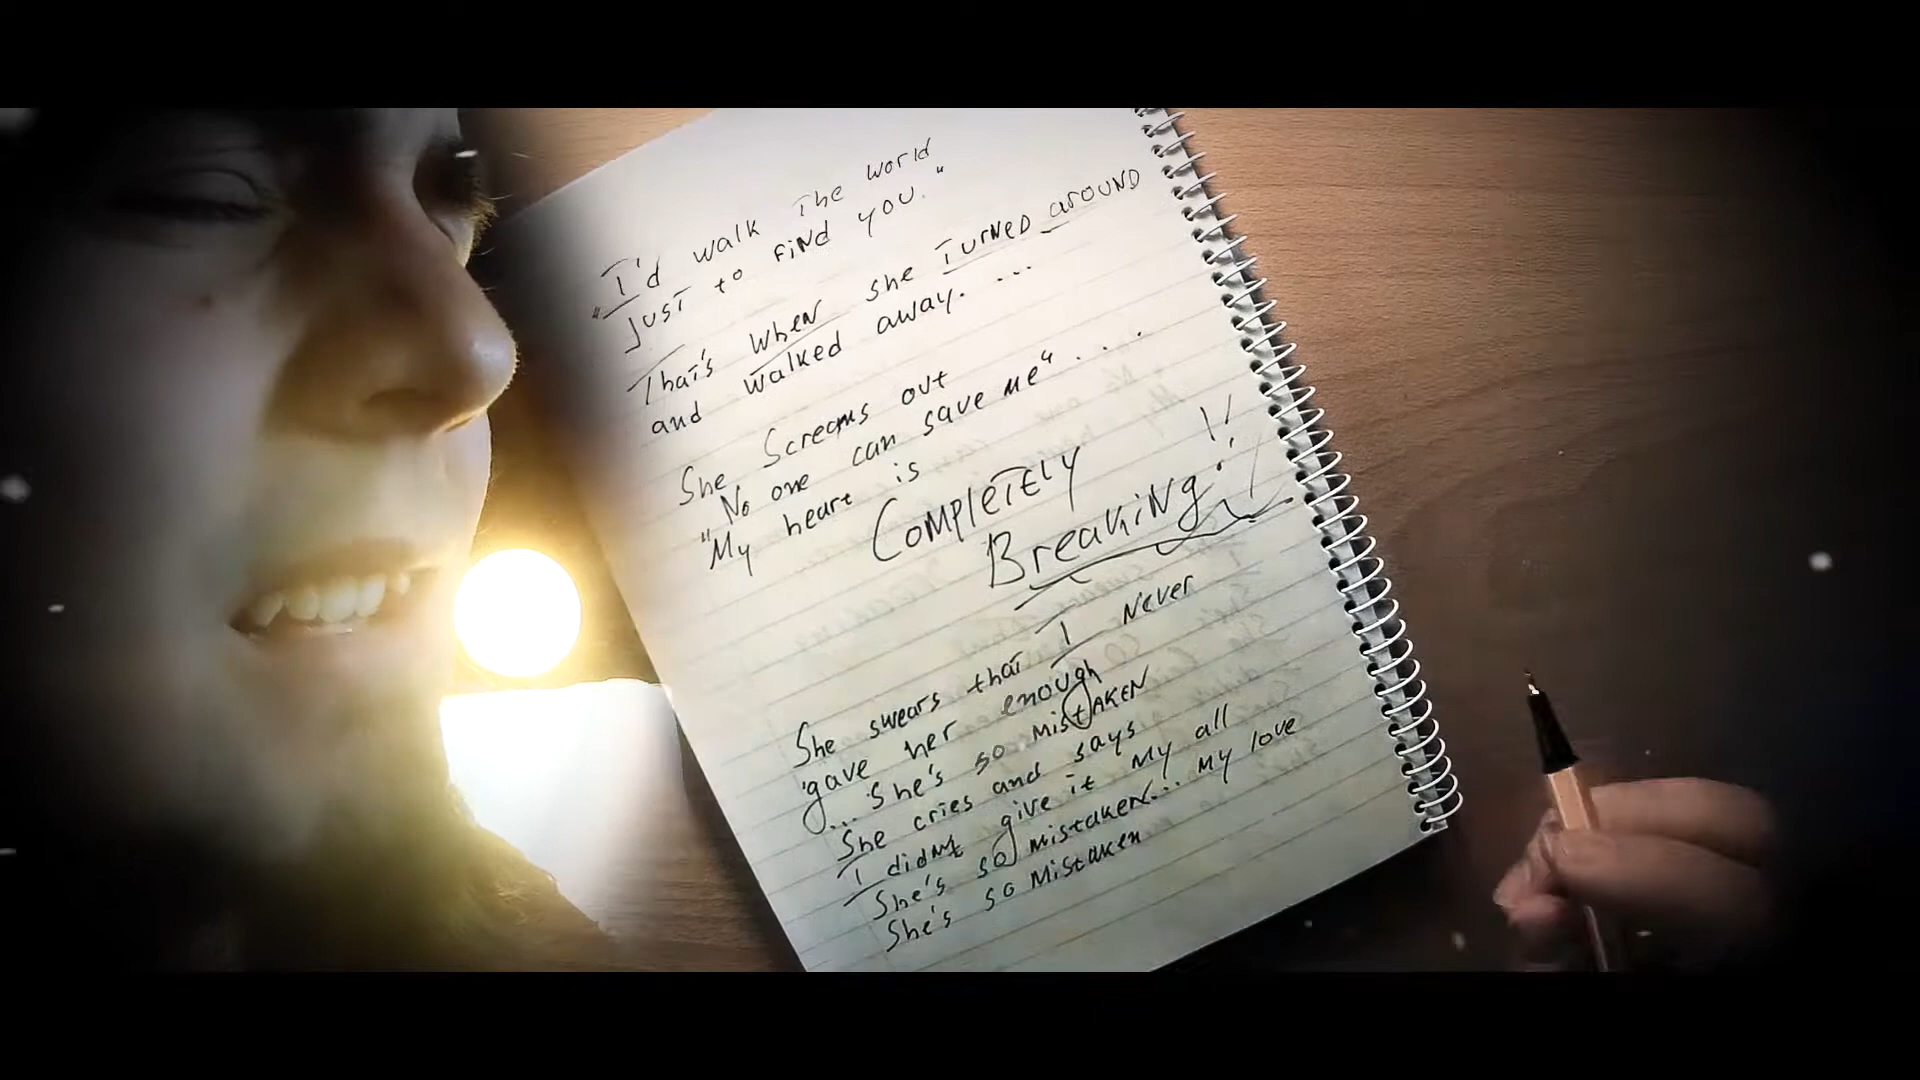 "I'd walk the world
just to find you."
That's when she turned around
and walked away. ...
She screams out
"No one can save me" ....
"My heart is
Completely
Breaking!!
She swears that I never
gave her enough
... She's so mistaken
She cries and says
I didn't give it my all
She's so mistaken... my love
She's so mistaken